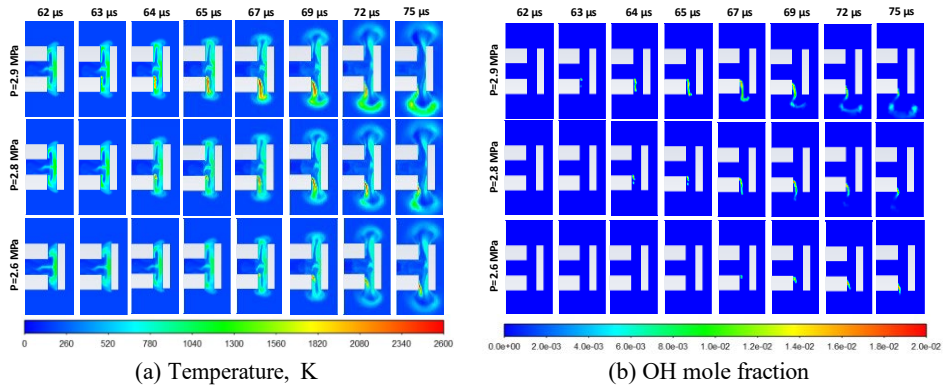 62 µs 63 µs 64 µs 65 µs 67 µs 69 µs 72 µs 75 µs
P=2.9 MPa
P=2.8 MPa
P=2.6 MPa
0 260 520 780 1040 1300 1560 1820 2080 2340 2600
(a) Temperature, K
62 µs 63 µs 64 µs 65 µs 67 µs 69 µs 72 µs 75 µs
P=2.9 MPa
P=2.8 MPa
P=2.6 MPa
0.0e+00 2.0e-03 4.0e-03 6.0e-03 8.0e-03 1.0e-02 1.2e-02 1.4e-02 1.6e-02 1.8e-02 2.0e-02
(b) OH mole fraction